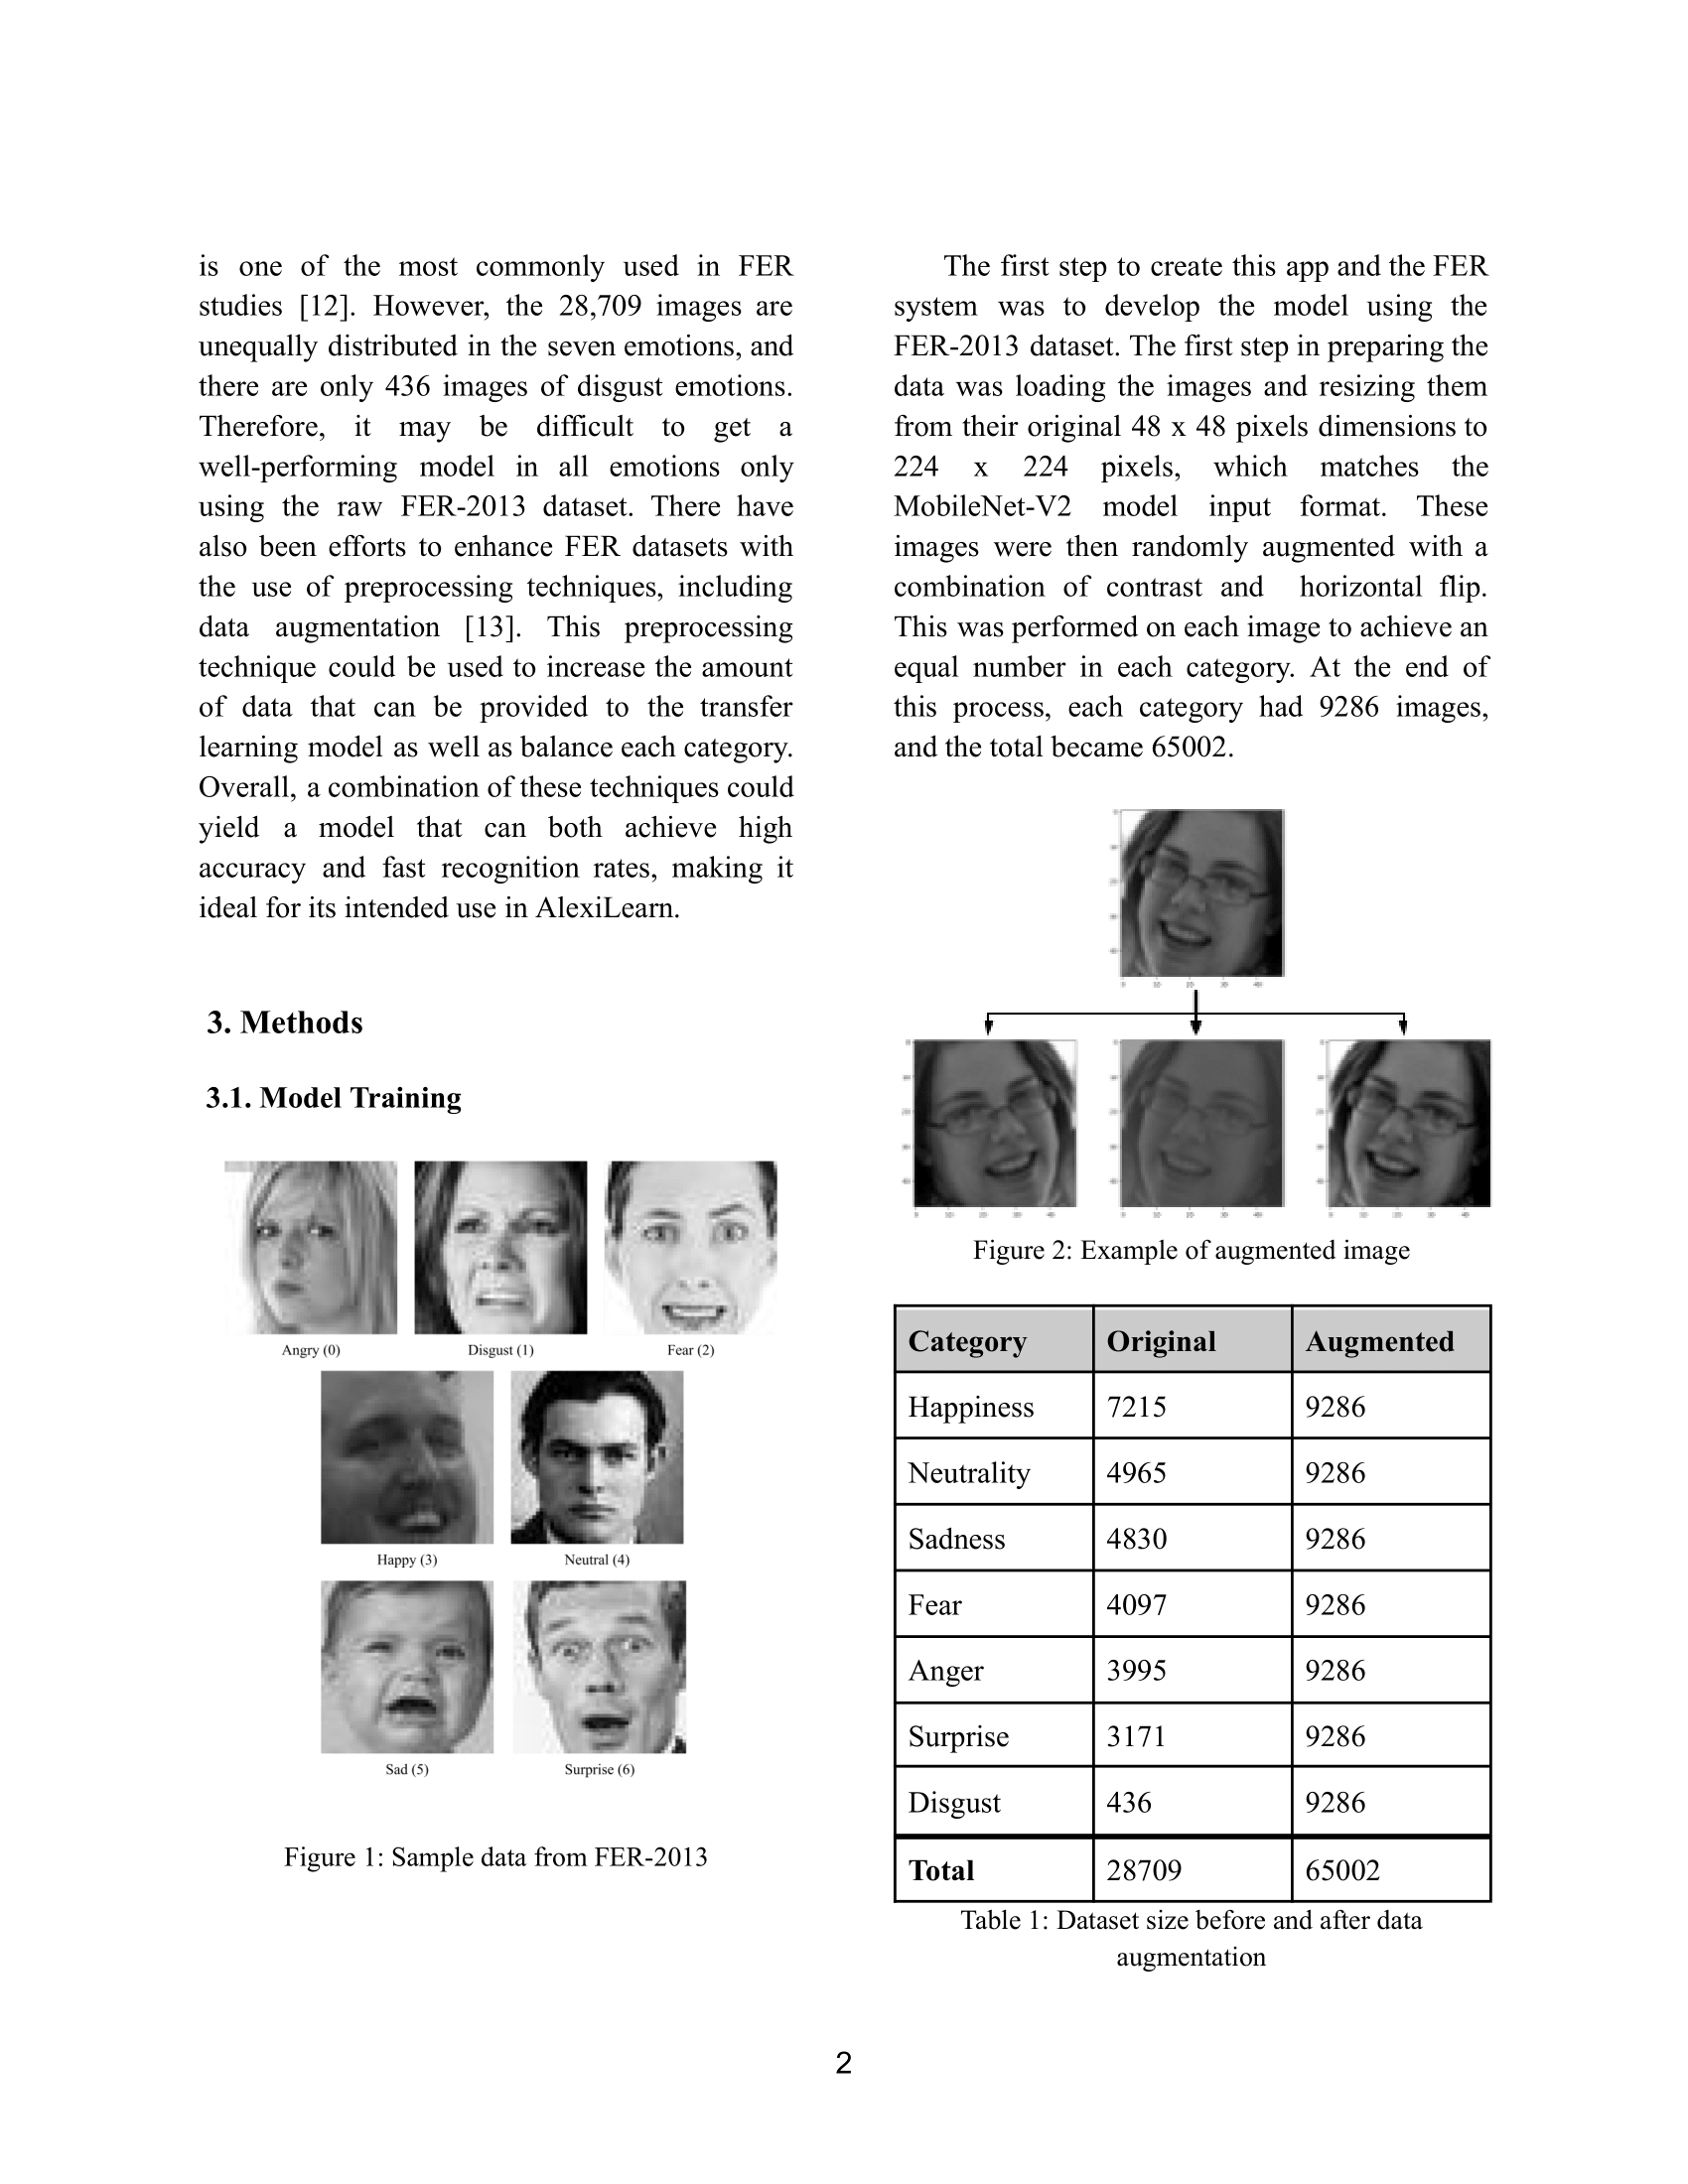 is one of the most commonly used in FER
studies [12]. However, the 28,709 images are
unequally distributed in the seven emotions, and
there are only 436 images of disgust emotions.
Therefore, it may be difficult to get a
well-performing model in all emotions only
using the raw FER-2013 dataset. There have
also been efforts to enhance FER datasets with
the use of preprocessing techniques, including
data augmentation [13]. This preprocessing
technique could be used to increase the amount
of data that can be provided to the transfer
learning model as well as balance each category.
Overall, a combination of these techniques could
yield a model that can both achieve high
accuracy and fast recognition rates, making it
ideal for its intended use in AlexiLearn.
3. Methods
3.1. Model Training
Angry (0) Disgust (1) Fear (2)
Happy (3) Neutral (4)
Sad (5) Surprise (6)
Figure 1: Sample data from FER-2013
The first step to create this app and the FER
system was to develop the model using the
FER-2013 dataset. The first step in preparing the
data was loading the images and resizing them
from their original 48 x 48 pixels dimensions to
224 x 224 pixels, which matches the
MobileNet-V2 model input format. These
images were then randomly augmented with a
combination of contrast and horizontal flip.
This was performed on each image to achieve an
equal number in each category. At the end of
this process, each category had 9286 images,
and the total became 65002.
Figure 2: Example of augmented image
Category Original Augmented
Happiness 7215 9286
Neutrality 4965 9286
Sadness 4830 9286
Fear 4097 9286
Anger 3995 9286
Surprise 3171 9286
Disgust 436 9286
Total 28709 65002
Table 1: Dataset size before and after data
augmentation
2